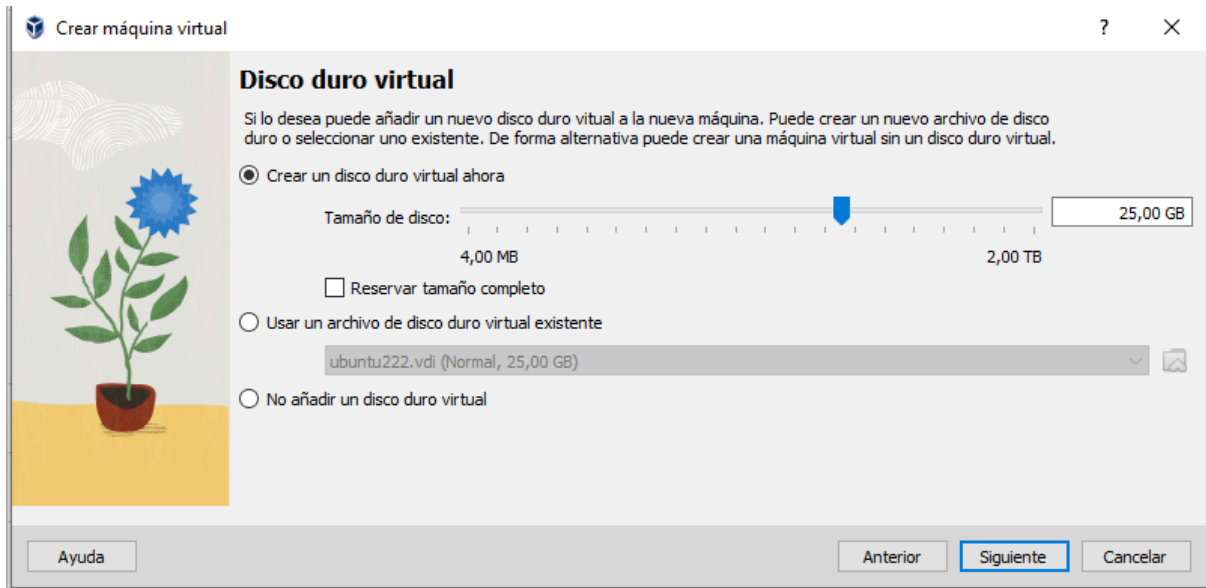 Crear máquina virtual
?
Disco duro virtual
Si lo desea puede añadir un nuevo disco duro vitual a la nueva máquina. Puede crear un nuevo archivo de disco
duro o seleccionar uno existente. De forma alternativa puede crear una máquina virtual sin un disco duro virtual.
Crear un disco duro virtual ahora
Tamaño de disco:
25,00 GB
4,00 MB
2,00 TB
Reservar tamaño completo
Usar un archivo de disco duro virtual existente
ubuntu222.vdi (Normal, 25,00 GB)
No añadir un disco duro virtual
Ayuda
Anterior
Siguiente
Cancelar